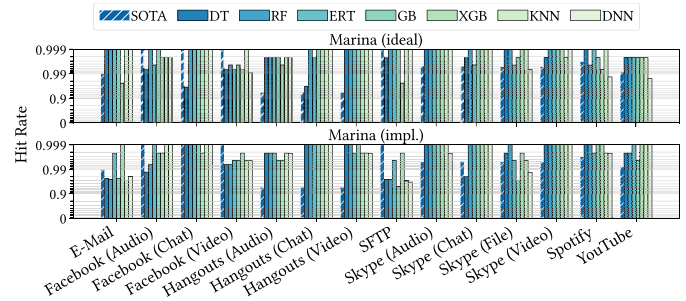 SOTA DT RF ERT GB XGB KNN DNN
Marina (ideal)
0.999
0.99
0.9
0
Marina (impl.)
0.999
0.99
0.9
0
Hit Rate
E-Mail
Facebook (Audio)
Facebook (Chat)
Facebook (Video)
Hangouts (Audio)
Hangouts (Chat)
Hangouts (Video)
SFTP
Skype (Audio)
Skype (Chat)
Skype (File)
Skype (Video)
Spotify
YouTube